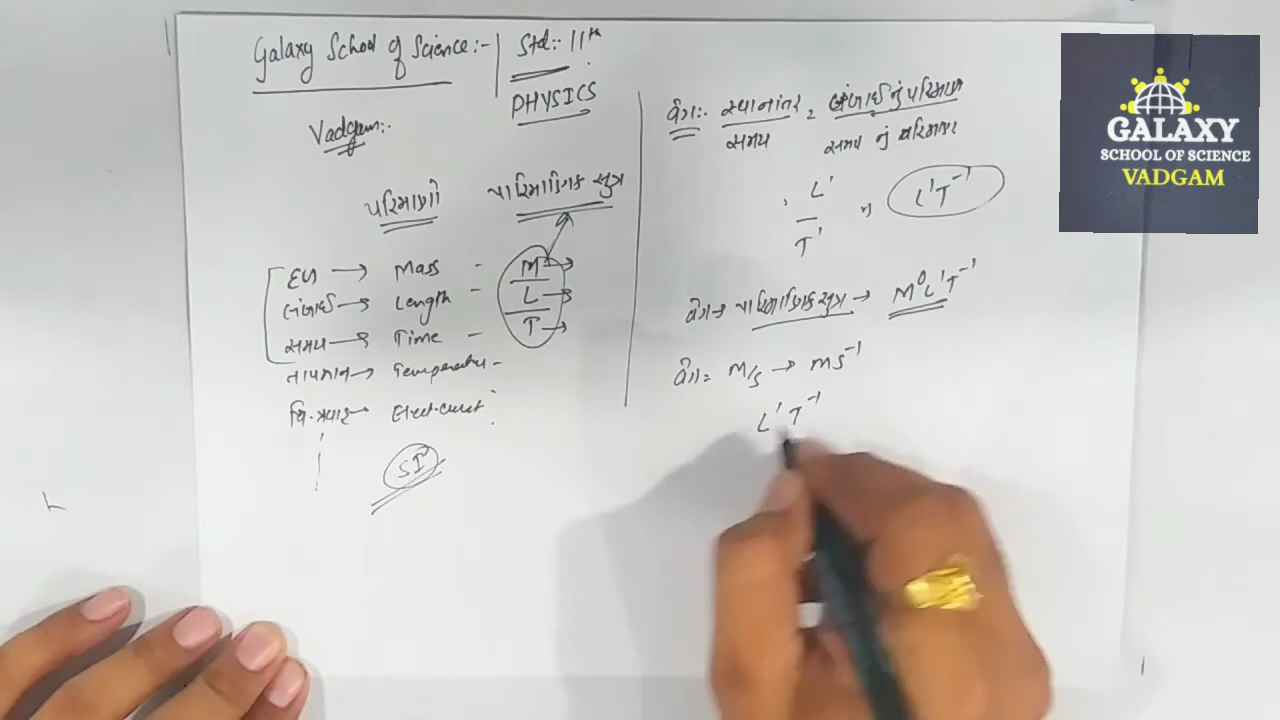 Galaxy School of Science:-
Std:: 11th
PHYSICS
Vadgam:.
પરિમાણો
પારિમાણિક સુત્ર
દળ → Mass - M →
લંબાઈ → Length - L →
સમય → Time - T →
તાપમાન → Temperature -
વિ.પ્રવાહ → Elect-current
SI
વેગ:- સ્થાનાંતર / સમય = લંબાઈ નું પરિમાણ / સમય નું પરિમાણ
L¹ / T¹
L¹T⁻¹
વેગ → પારિમાણિક સુત્ર → M⁰L¹T⁻¹
વેગ = m/s → ms⁻¹
L¹T⁻¹
GALAXY
SCHOOL OF SCIENCE
VADGAM